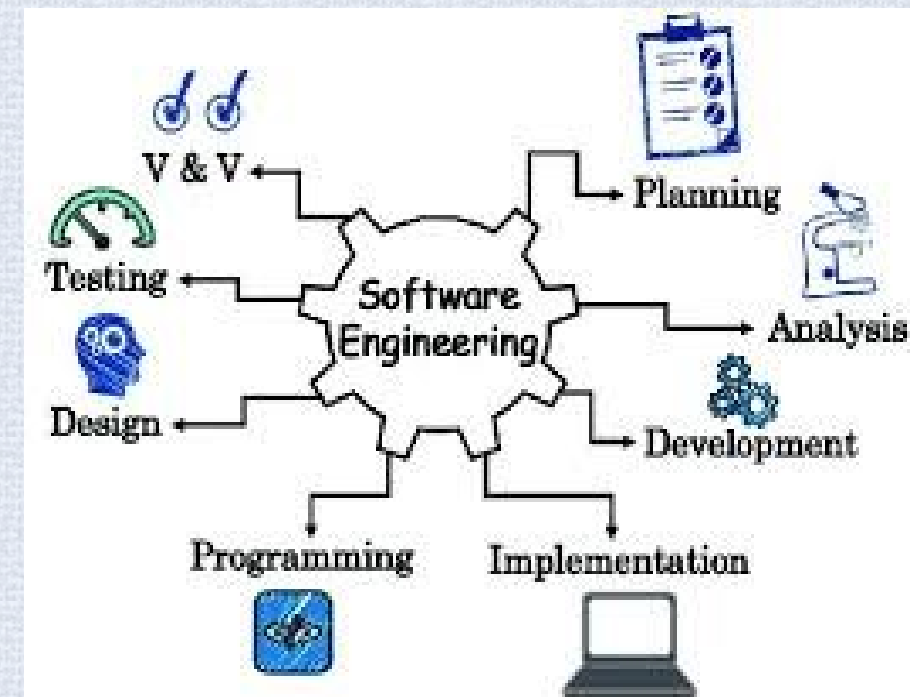 V & V
Planning
Testing
Software
Engineering
Analysis
Design
Development
Programming
Implementation